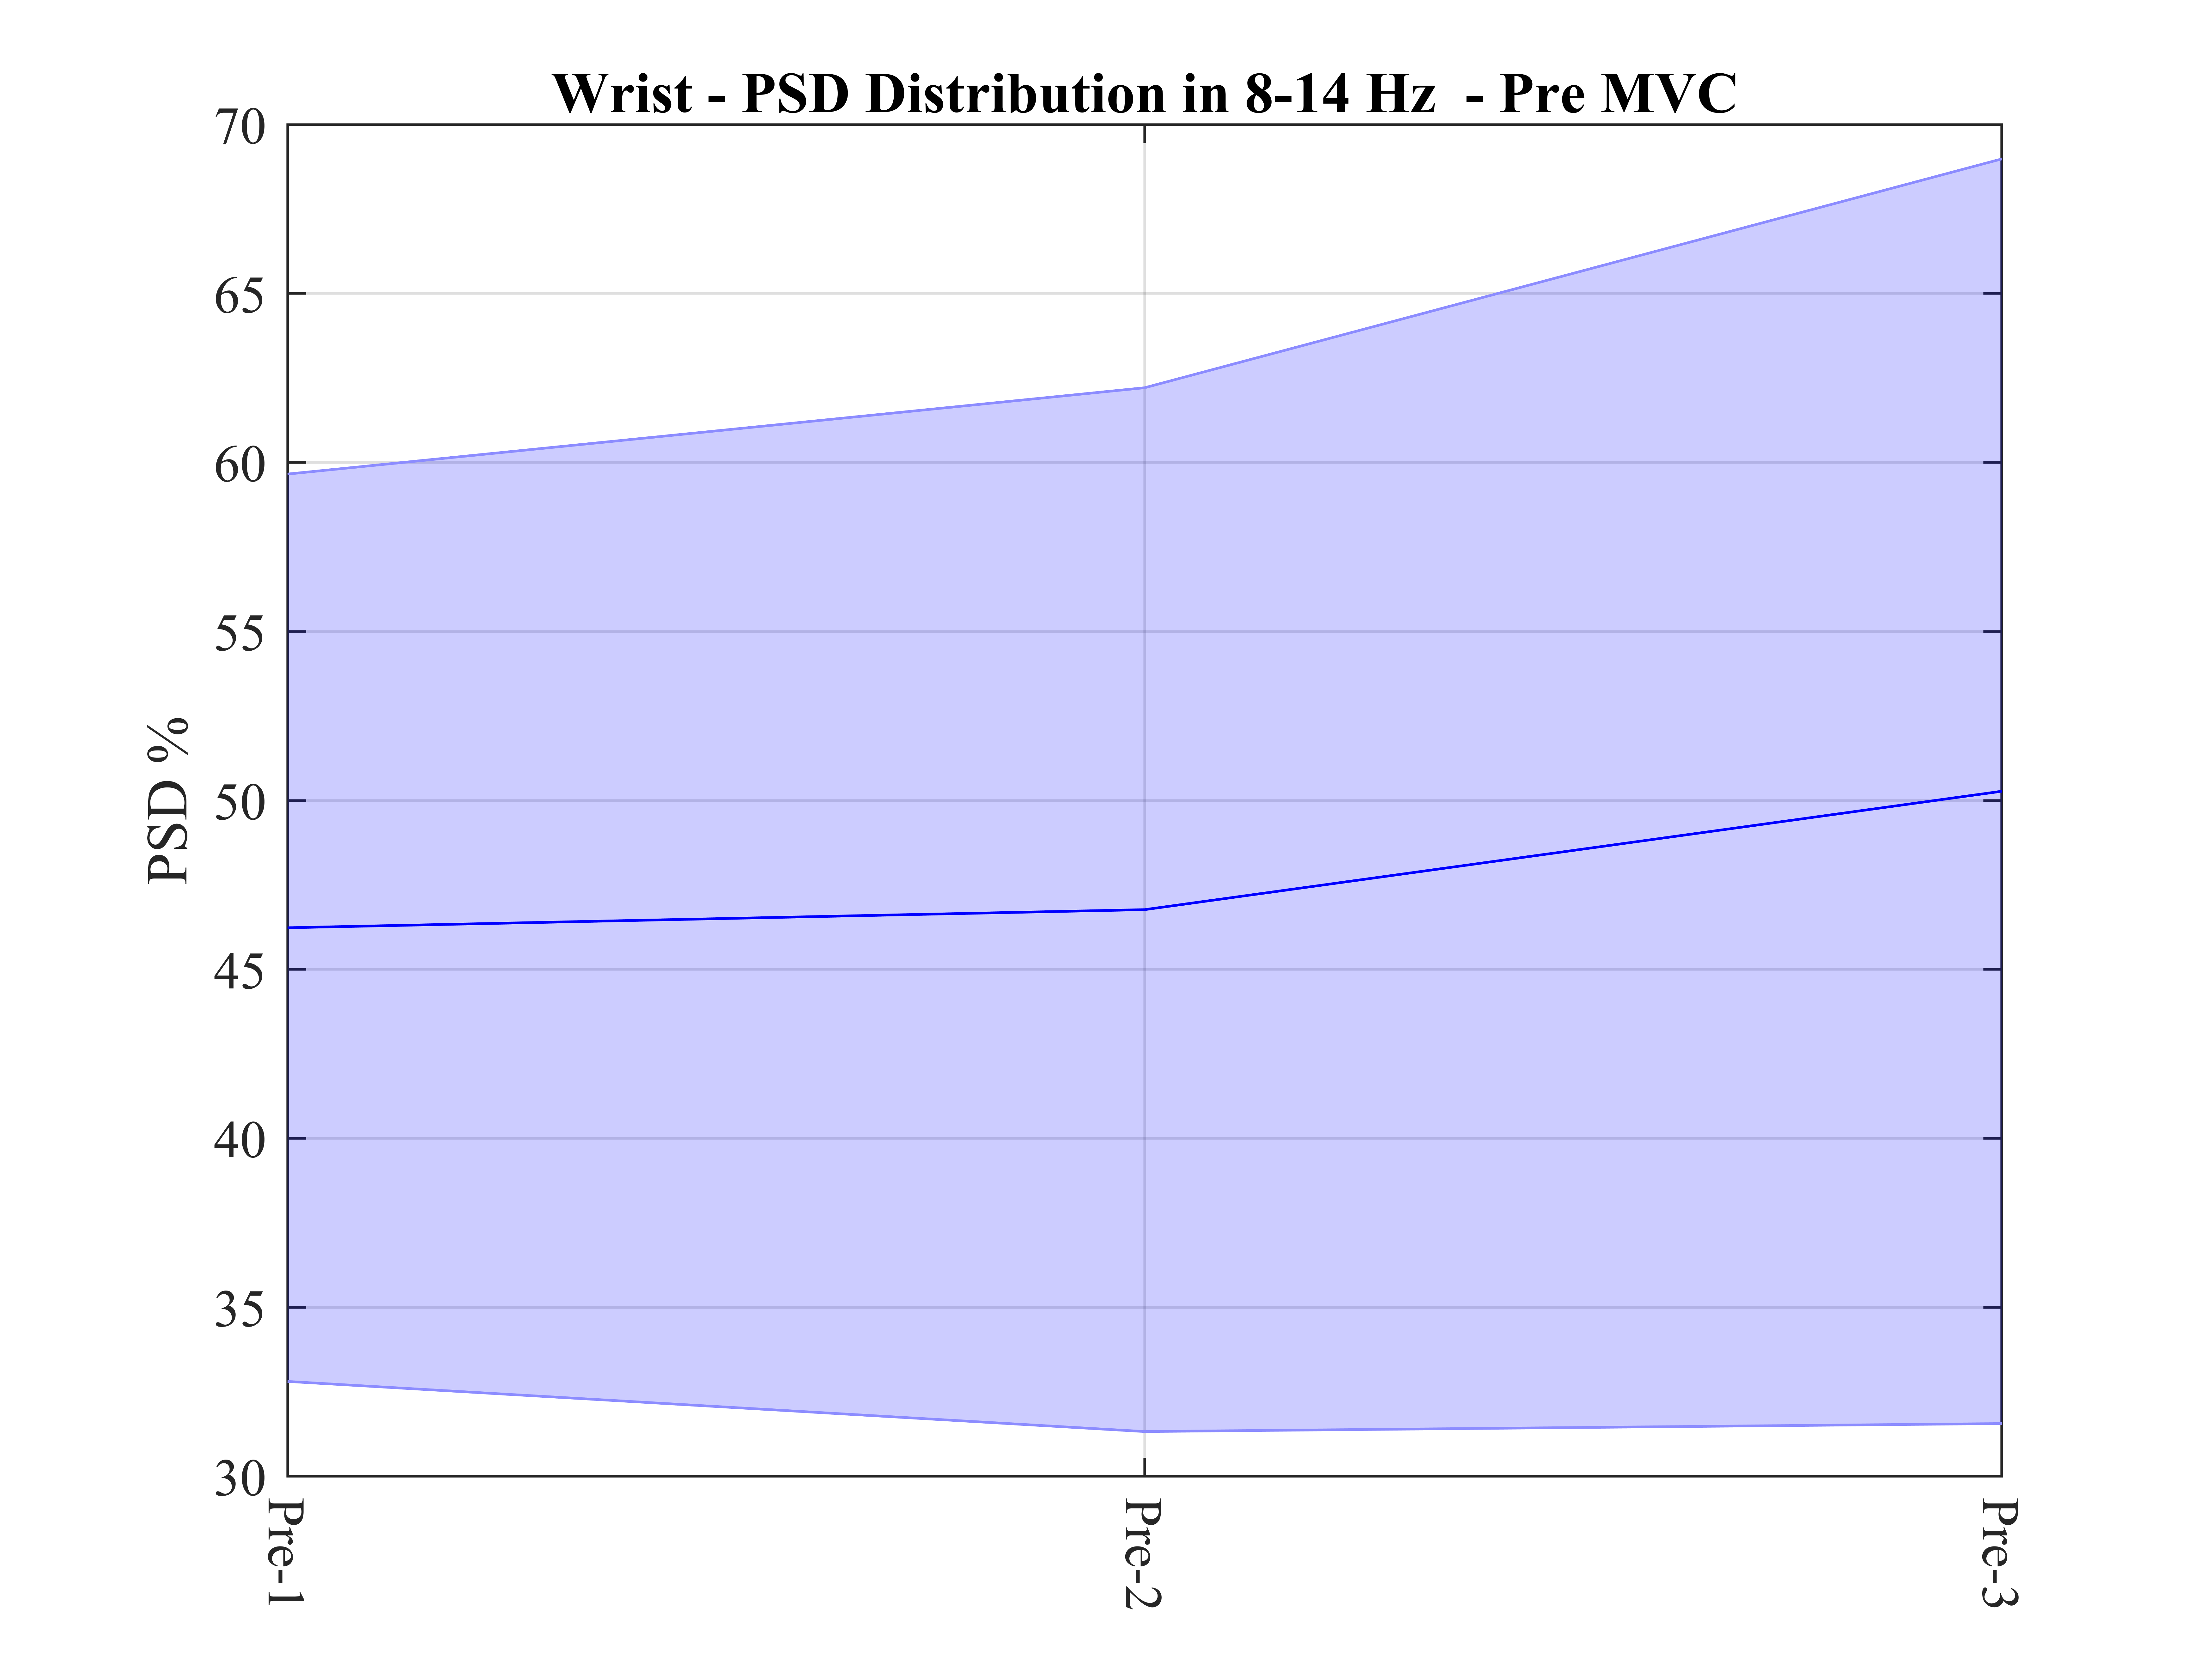 Wrist - PSD Distribution in 8-14 Hz  - Pre MVC
70
65
60
55
50
45
40
35
30
PSD %
Pre-1
Pre-2
Pre-3